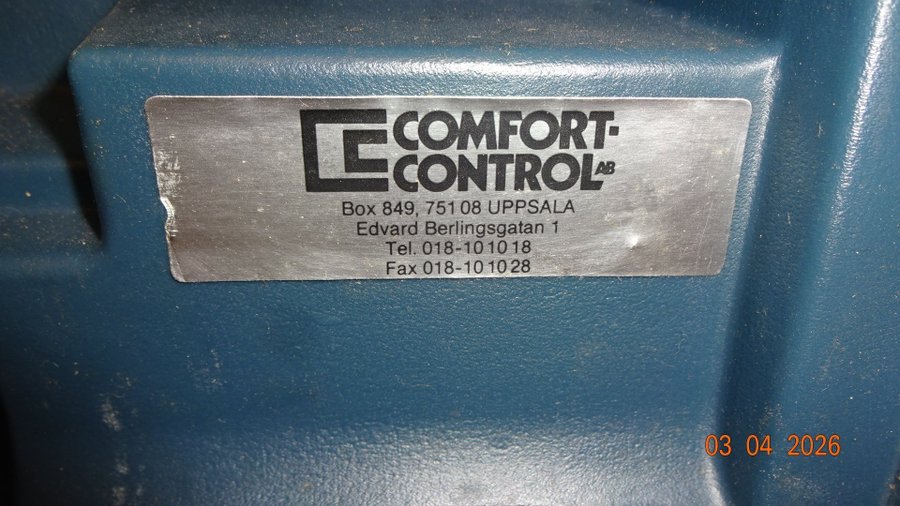 COMFORT-
CONTROL AB
Box 849, 751 08 UPPSALA
Edvard Berlingsgatan 1
Tel. 018-10 10 18
Fax 018-10 10 28
03 04 2026